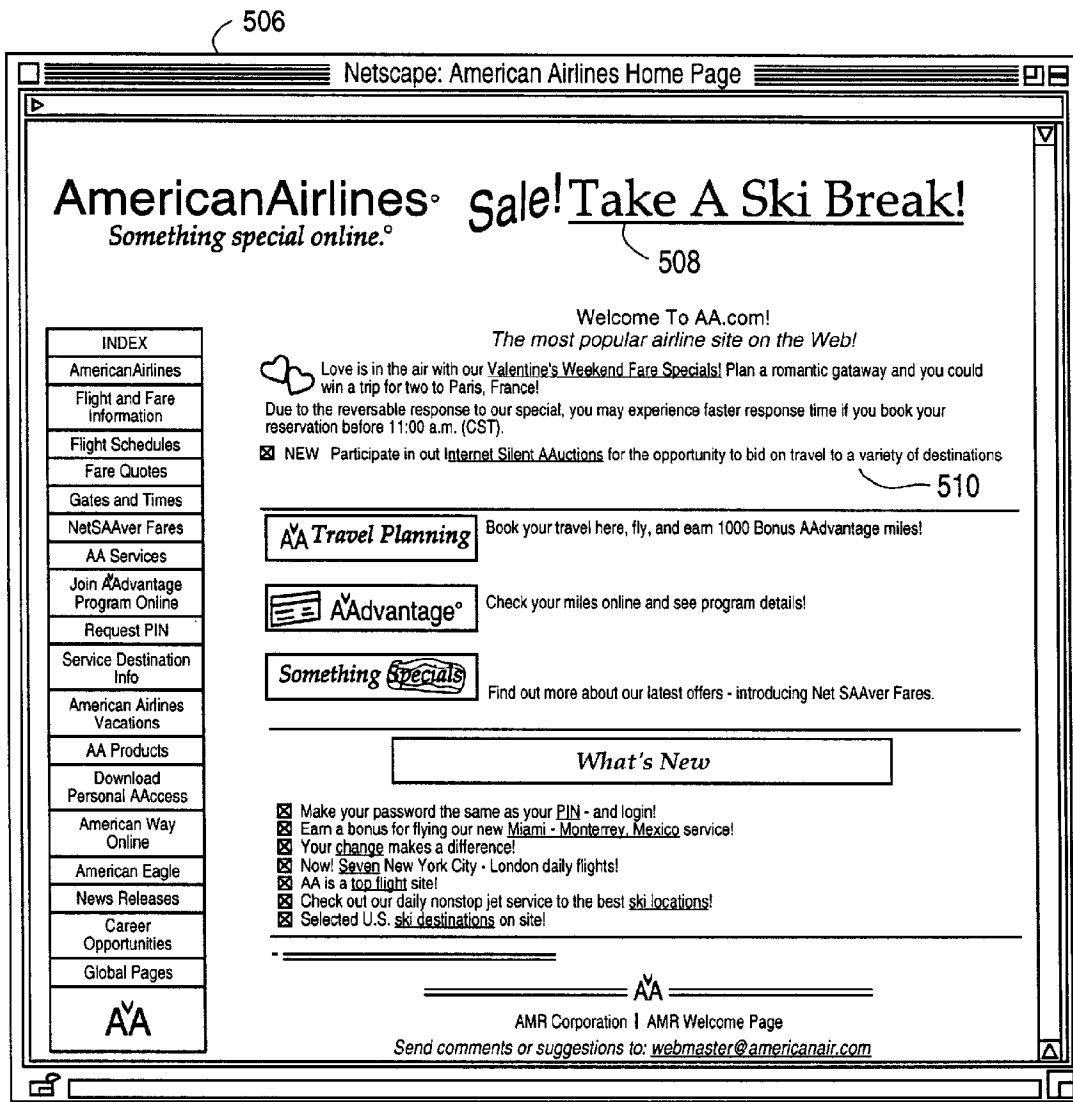 506
Netscape: American Airlines Home Page
AmericanAirlines° Sale! Take A Ski Break!
Something special online.°
508
INDEX
AmericanAirlines
Flight and Fare
Information
Flight Schedules
Fare Quotes
Gates and Times
NetSAAver Fares
AA Services
Join AAdvantage
Program Online
Request PIN
Service Destination
Info
American Airlines
Vacations
AA Products
Download
Personal AAccess
American Way
Online
American Eagle
News Releases
Career
Opportunities
Global Pages
AA
Welcome To AA.com!
The most popular airline site on the Web!
Love is in the air with our Valentine's Weekend Fare Specials! Plan a romantic gataway and you could
win a trip for two to Paris, France!
Due to the reversable response to our special, you may experience faster response time if you book your
reservation before 11:00 a.m. (CST).
NEW Participate in out Internet Silent AAuctions for the opportunity to bid on travel to a variety of destinations
510
AA Travel Planning Book your travel here, fly, and earn 1000 Bonus AAdvantage miles!
AAdvantage° Check your miles online and see program details!
Something Specials
Find out more about our latest offers - introducing Net SAAver Fares.
What's New
Make your password the same as your PIN - and login!
Earn a bonus for flying our new Miami - Monterrey, Mexico service!
Your change makes a difference!
Now! Seven New York City - London daily flights!
AA is a top flight site!
Check out our daily nonstop jet service to the best ski locations!
Selected U.S. ski destinations on site!
AA
AMR Corporation | AMR Welcome Page
Send comments or suggestions to: webmaster@americanair.com